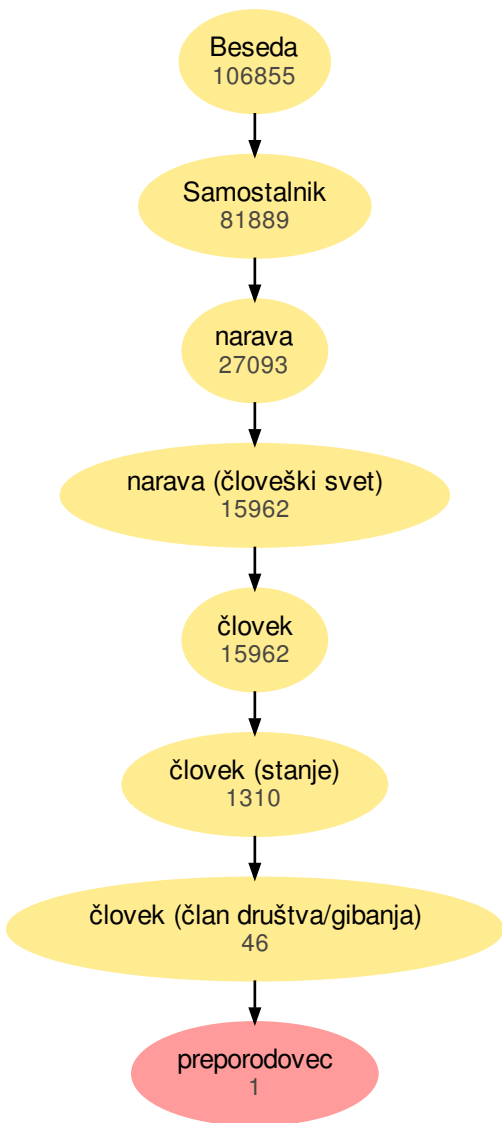 Beseda
106855
Samostalnik
81889
narava
27093
narava (človeški svet)
15962
človek
15962
človek (stanje)
1310
človek (član društva/gibanja)
46
preporodovec
1